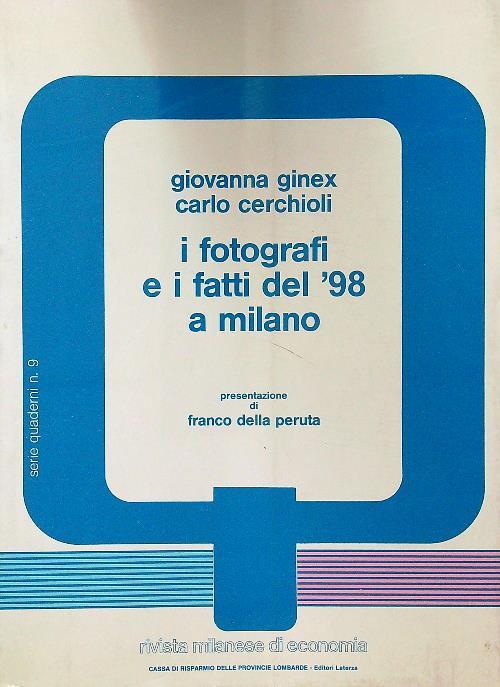 giovanna ginex
carlo cerchioli
i fotografi
e i fatti del '98
a milano
presentazione
di
franco della peruta
serie quaderni n. 9
rivista milanese di economia
CASSA DI RISPARMIO DELLE PROVINCIE LOMBARDE - Editori Laterza